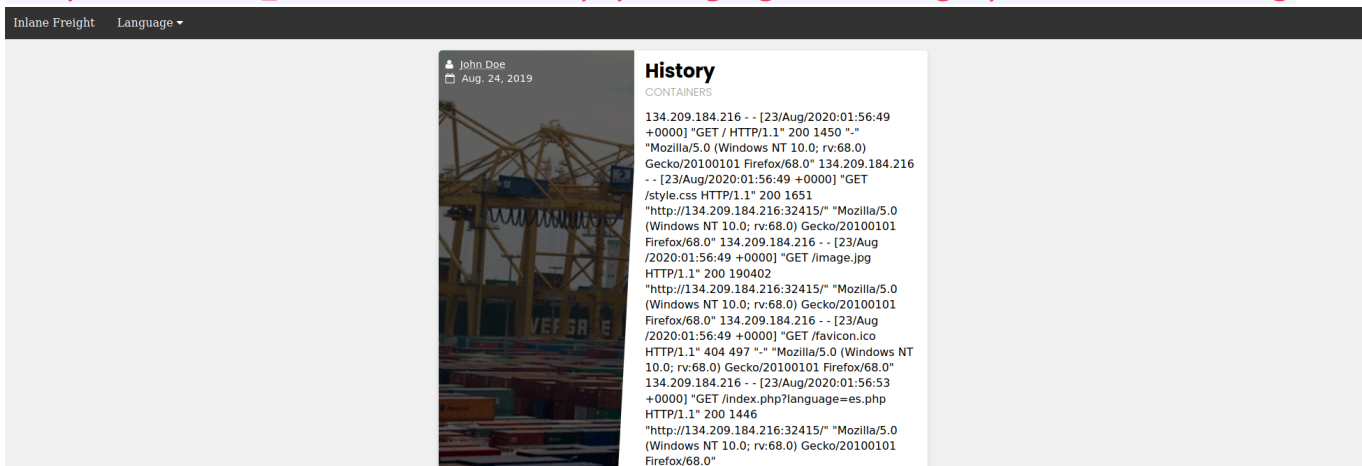 Inlane Freight Language
John Doe
Aug. 24, 2019
History
CONTAINERS
134.209.184.216 - - [23/Aug/2020:01:56:49
+0000] "GET / HTTP/1.1" 200 1450 "-"
"Mozilla/5.0 (Windows NT 10.0; rv:68.0)
Gecko/20100101 Firefox/68.0" 134.209.184.216
- - [23/Aug/2020:01:56:49 +0000] "GET
/style.css HTTP/1.1" 200 1651
"http://134.209.184.216:32415/" "Mozilla/5.0
(Windows NT 10.0; rv:68.0) Gecko/20100101
Firefox/68.0" 134.209.184.216 - - [23/Aug
/2020:01:56:49 +0000] "GET /image.jpg
HTTP/1.1" 200 190402
"http://134.209.184.216:32415/" "Mozilla/5.0
(Windows NT 10.0; rv:68.0) Gecko/20100101
Firefox/68.0" 134.209.184.216 - - [23/Aug
/2020:01:56:49 +0000] "GET /favicon.ico
HTTP/1.1" 404 497 "-" "Mozilla/5.0 (Windows NT
10.0; rv:68.0) Gecko/20100101 Firefox/68.0"
134.209.184.216 - - [23/Aug/2020:01:56:53
+0000] "GET /index.php?language=es.php
HTTP/1.1" 200 1446
"http://134.209.184.216:32415/" "Mozilla/5.0
(Windows NT 10.0; rv:68.0) Gecko/20100101
Firefox/68.0"